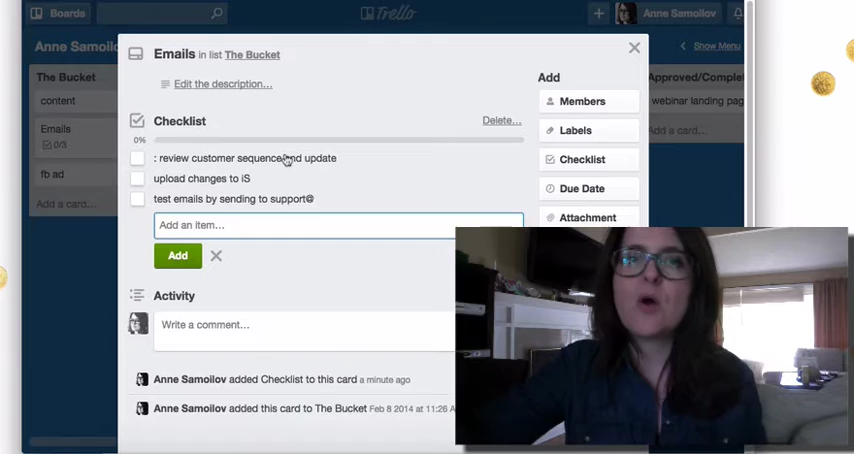 Boards
Trello
+
Anne Samoilov
Anne Samoilov
Show Menu
The Bucket
content
Emails
0/3
fb ad
Add a card...
Emails in list The Bucket
Edit the description...
Checklist
Delete...
0%
: review customer sequence and update
upload changes to iS
test emails by sending to support@
Add an item...
Add
Activity
Write a comment...
Anne Samoilov added Checklist to this card a minute ago
Anne Samoilov added this card to The Bucket Feb 8 2014 at 11:26
Add
Members
Labels
Checklist
Due Date
Attachment
Approved/Complet
webinar landing pag
Add a card...